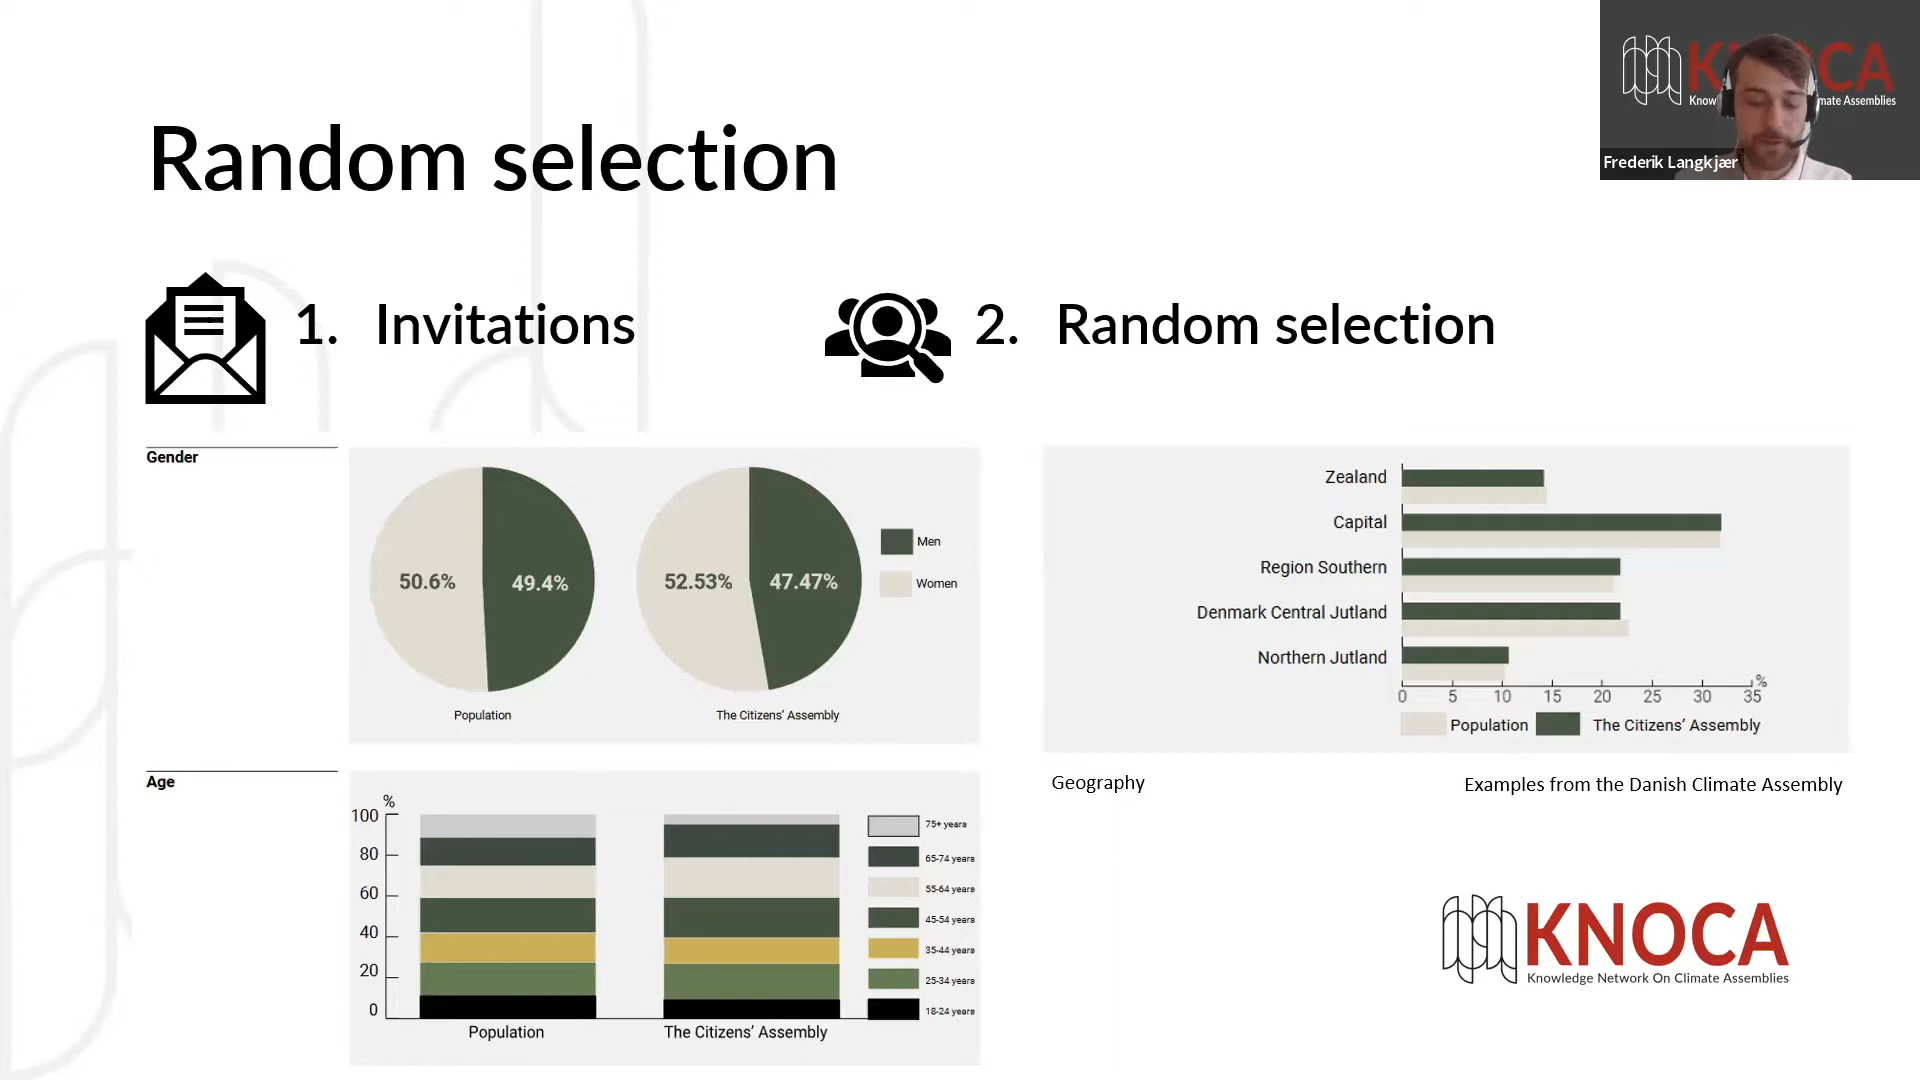 Random selection
KNOCA
Know
mate Assemblies
Frederik Langkjær
1. Invitations
2. Random selection
Gender
50.6%
49.4%
52.53%
47.47%
Men
Women
Population
The Citizens’ Assembly
Zealand
Capital
Region Southern
Denmark Central Jutland
Northern Jutland
%
0 5 10 15 20 25 30 35
Population
The Citizens’ Assembly
Geography
Examples from the Danish Climate Assembly
Age
%
100
80
60
40
20
0
75+ years
65-74 years
55-64 years
45-54 years
35-44 years
25-34 years
18-24 years
Population
The Citizens’ Assembly
KNOCA
Knowledge Network On Climate Assemblies